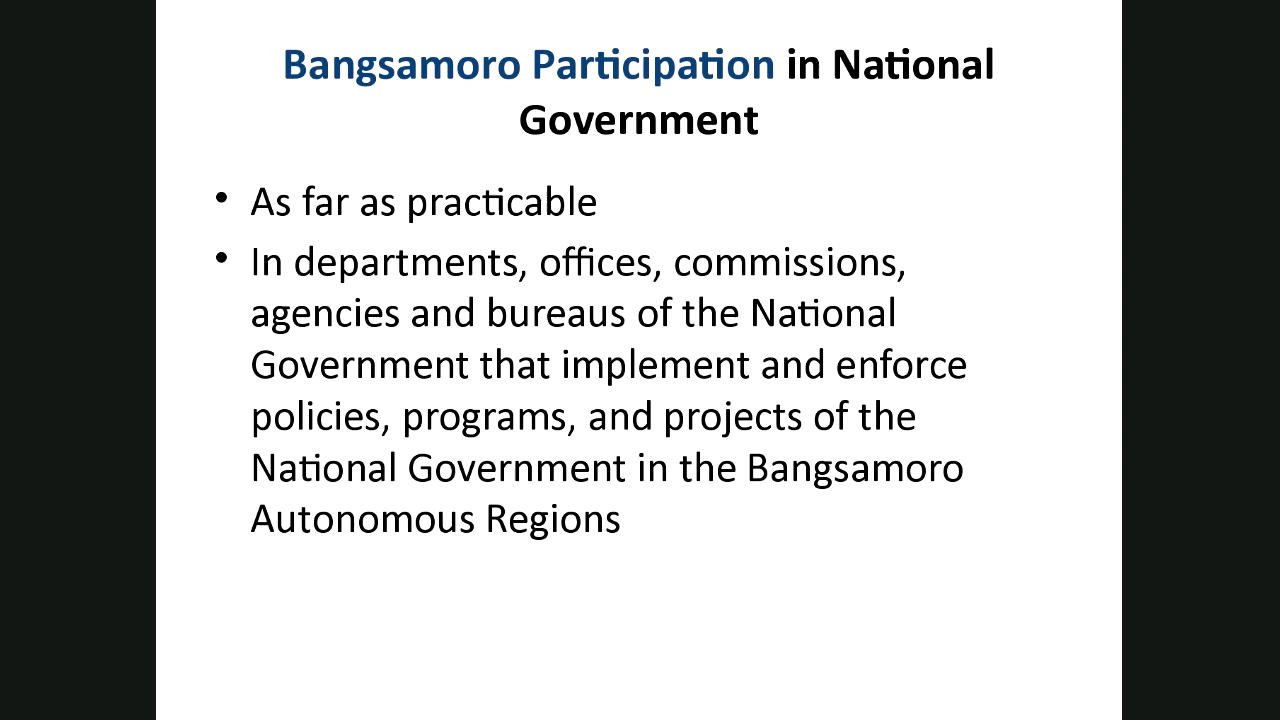 Bangsamoro Participation in National
Government
• As far as practicable
• In departments, offices, commissions,
agencies and bureaus of the National
Government that implement and enforce
policies, programs, and projects of the
National Government in the Bangsamoro
Autonomous Regions